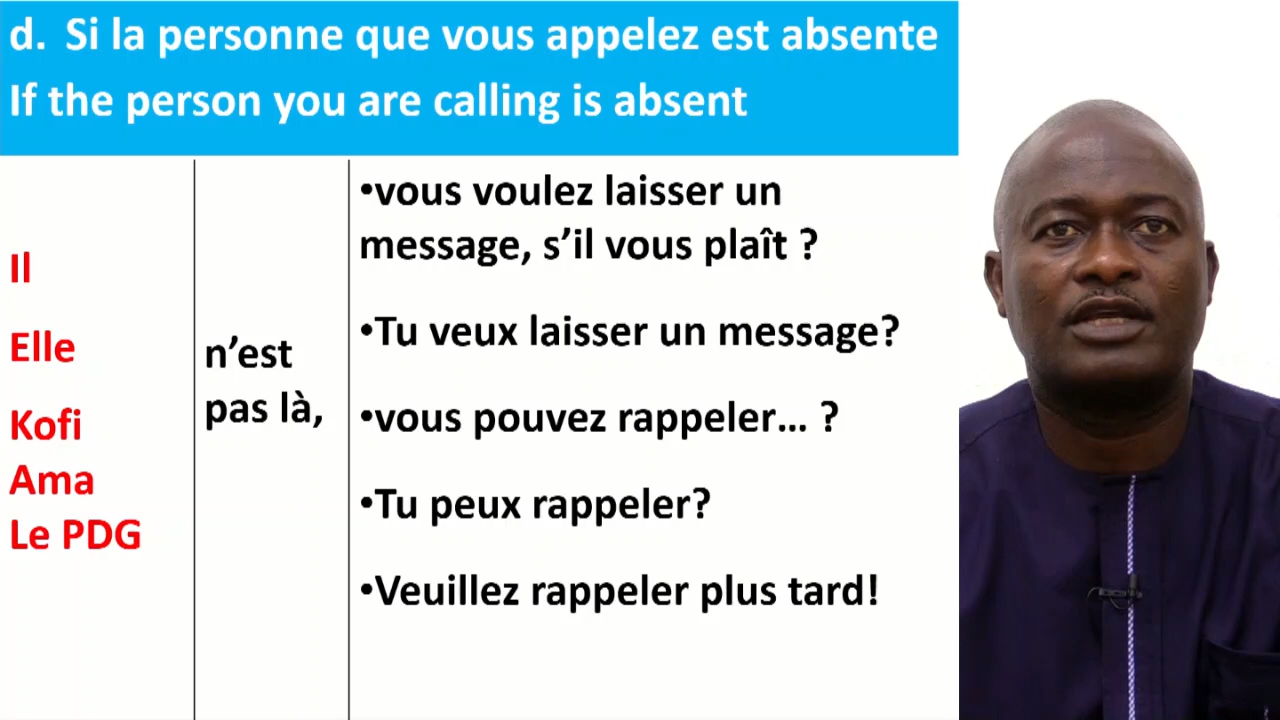 d. Si la personne que vous appelez est absente
If the person you are calling is absent
Il
Elle
Kofi
Ama
Le PDG
n’est
pas là,
•vous voulez laisser un
message, s’il vous plaît ?
•Tu veux laisser un message?
•vous pouvez rappeler... ?
•Tu peux rappeler?
•Veuillez rappeler plus tard!